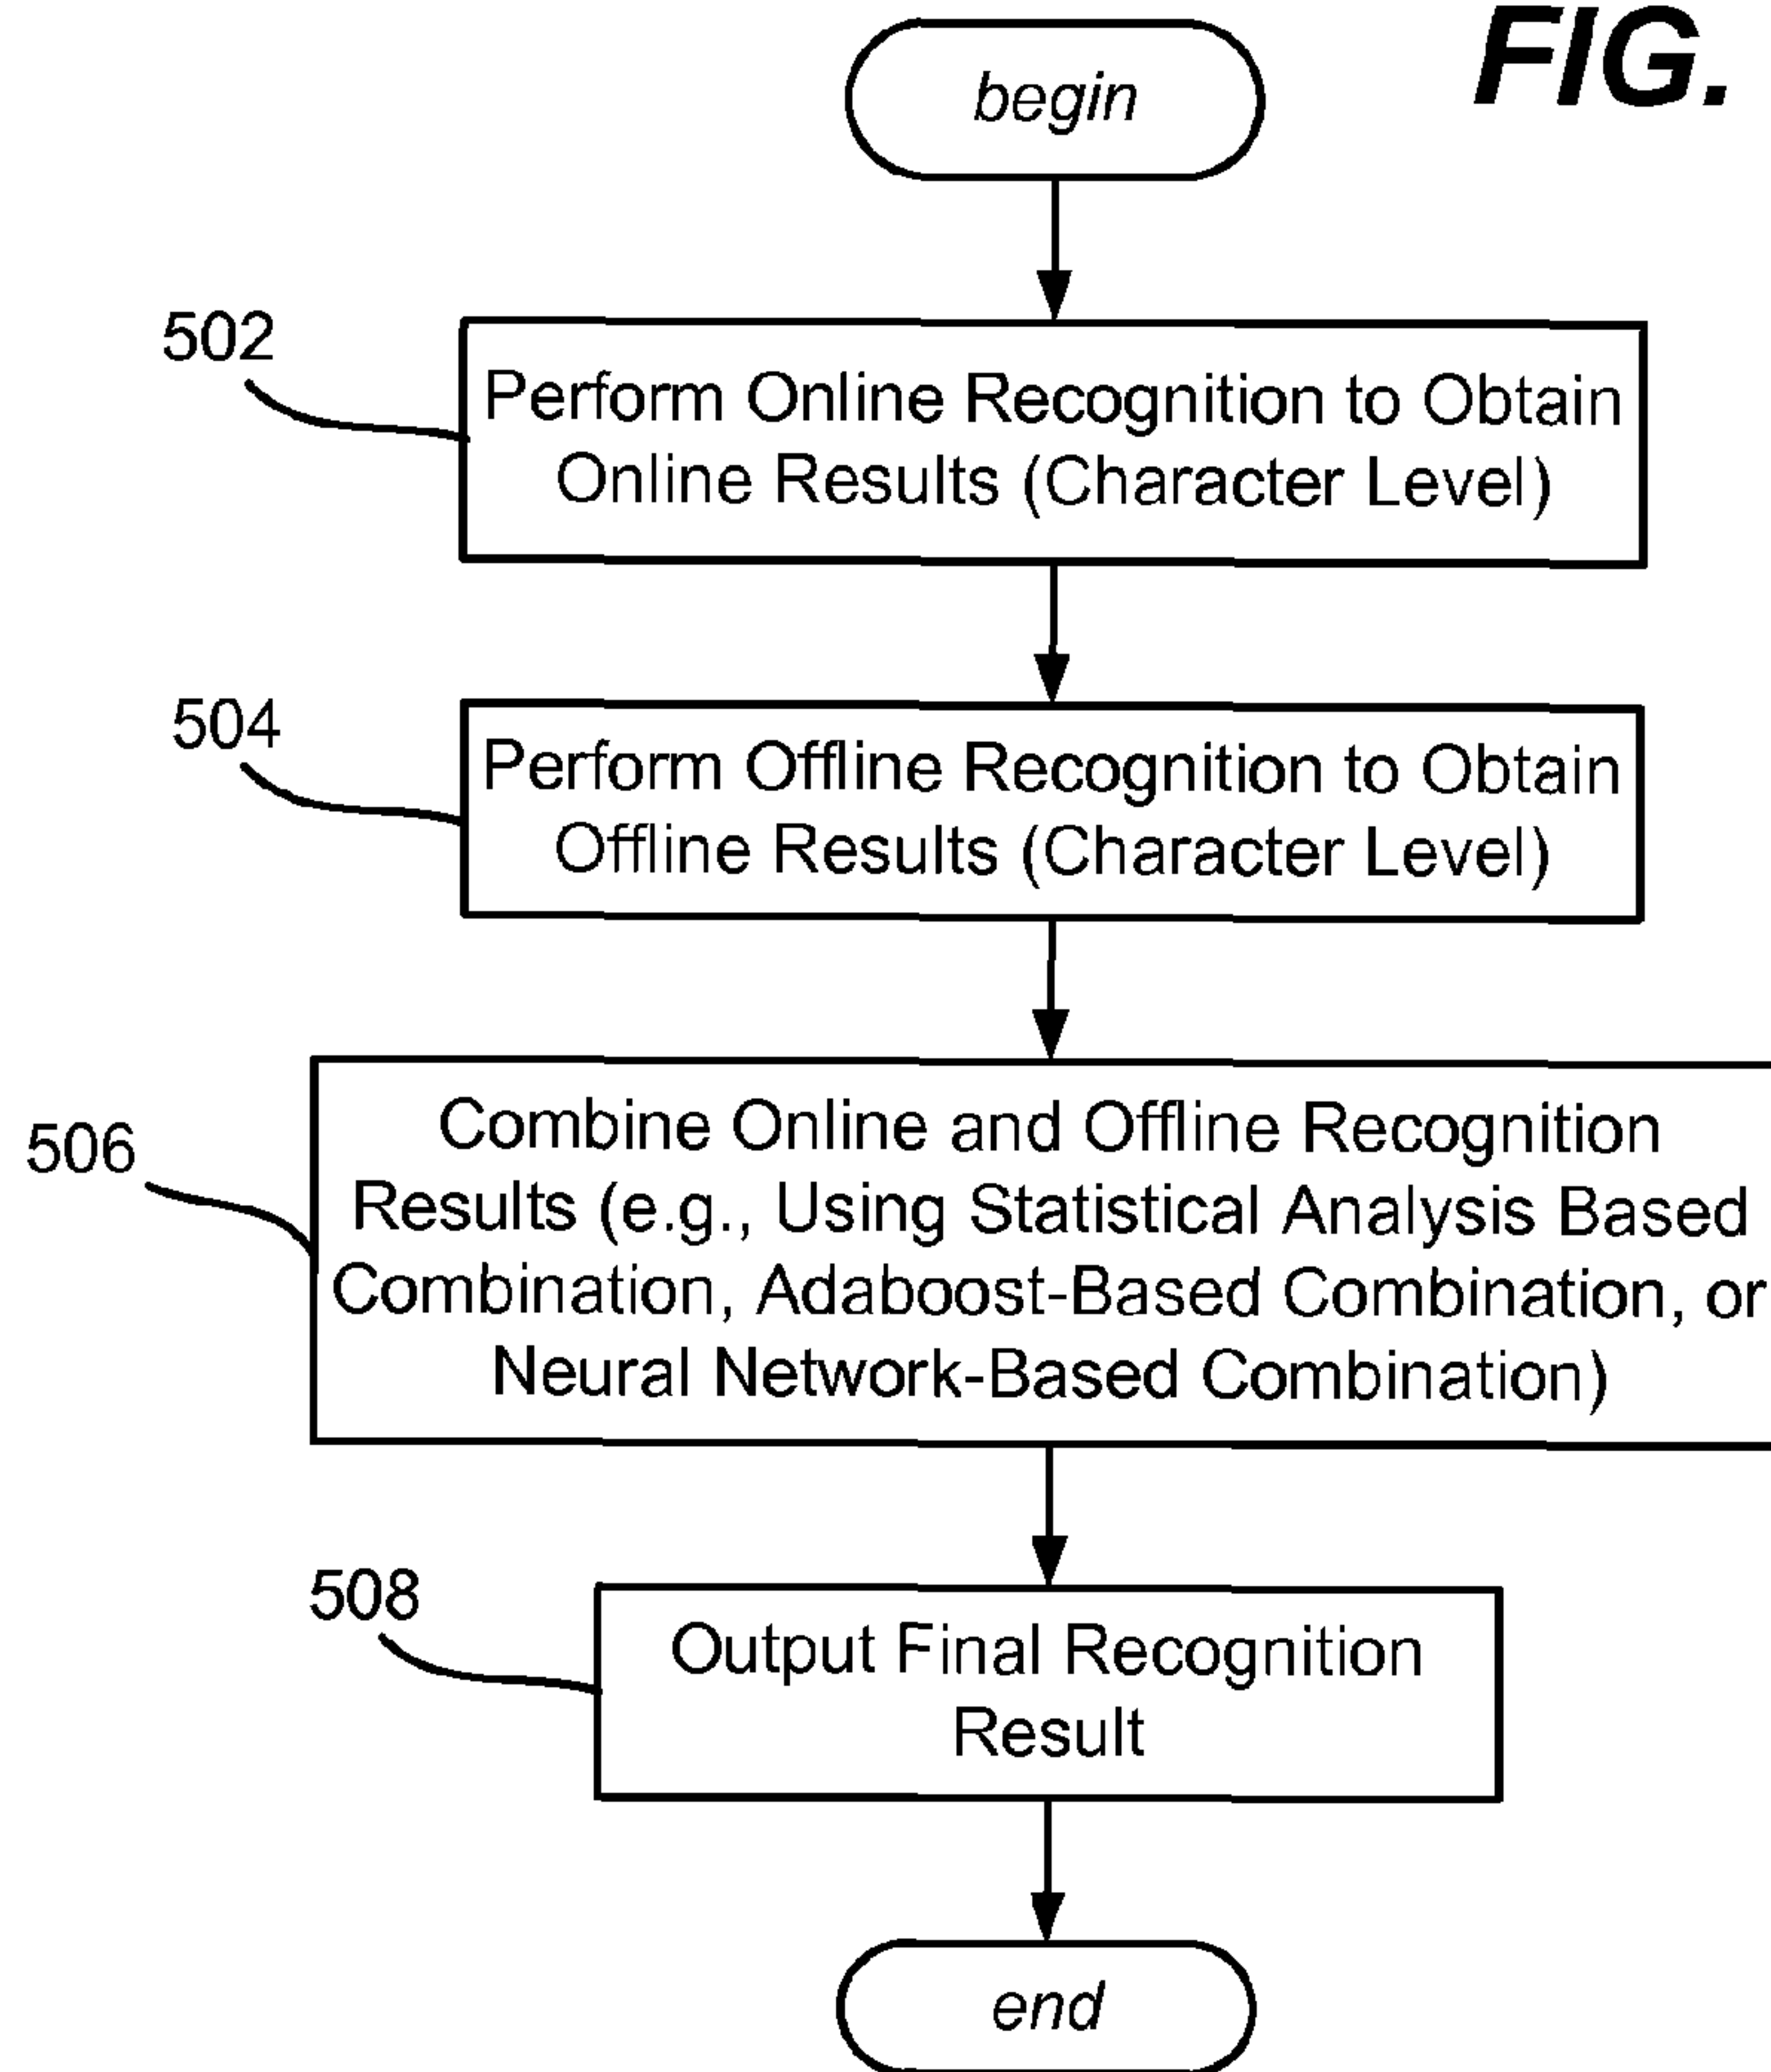 FIG.
begin
502
Perform Online Recognition to Obtain
Online Results (Character Level)
504
Perform Offline Recognition to Obtain
Offline Results (Character Level)
506
Combine Online and Offline Recognition
Results (e.g., Using Statistical Analysis Based
Combination, Adaboost-Based Combination, or
Neural Network-Based Combination)
508
Output Final Recognition
Result
end